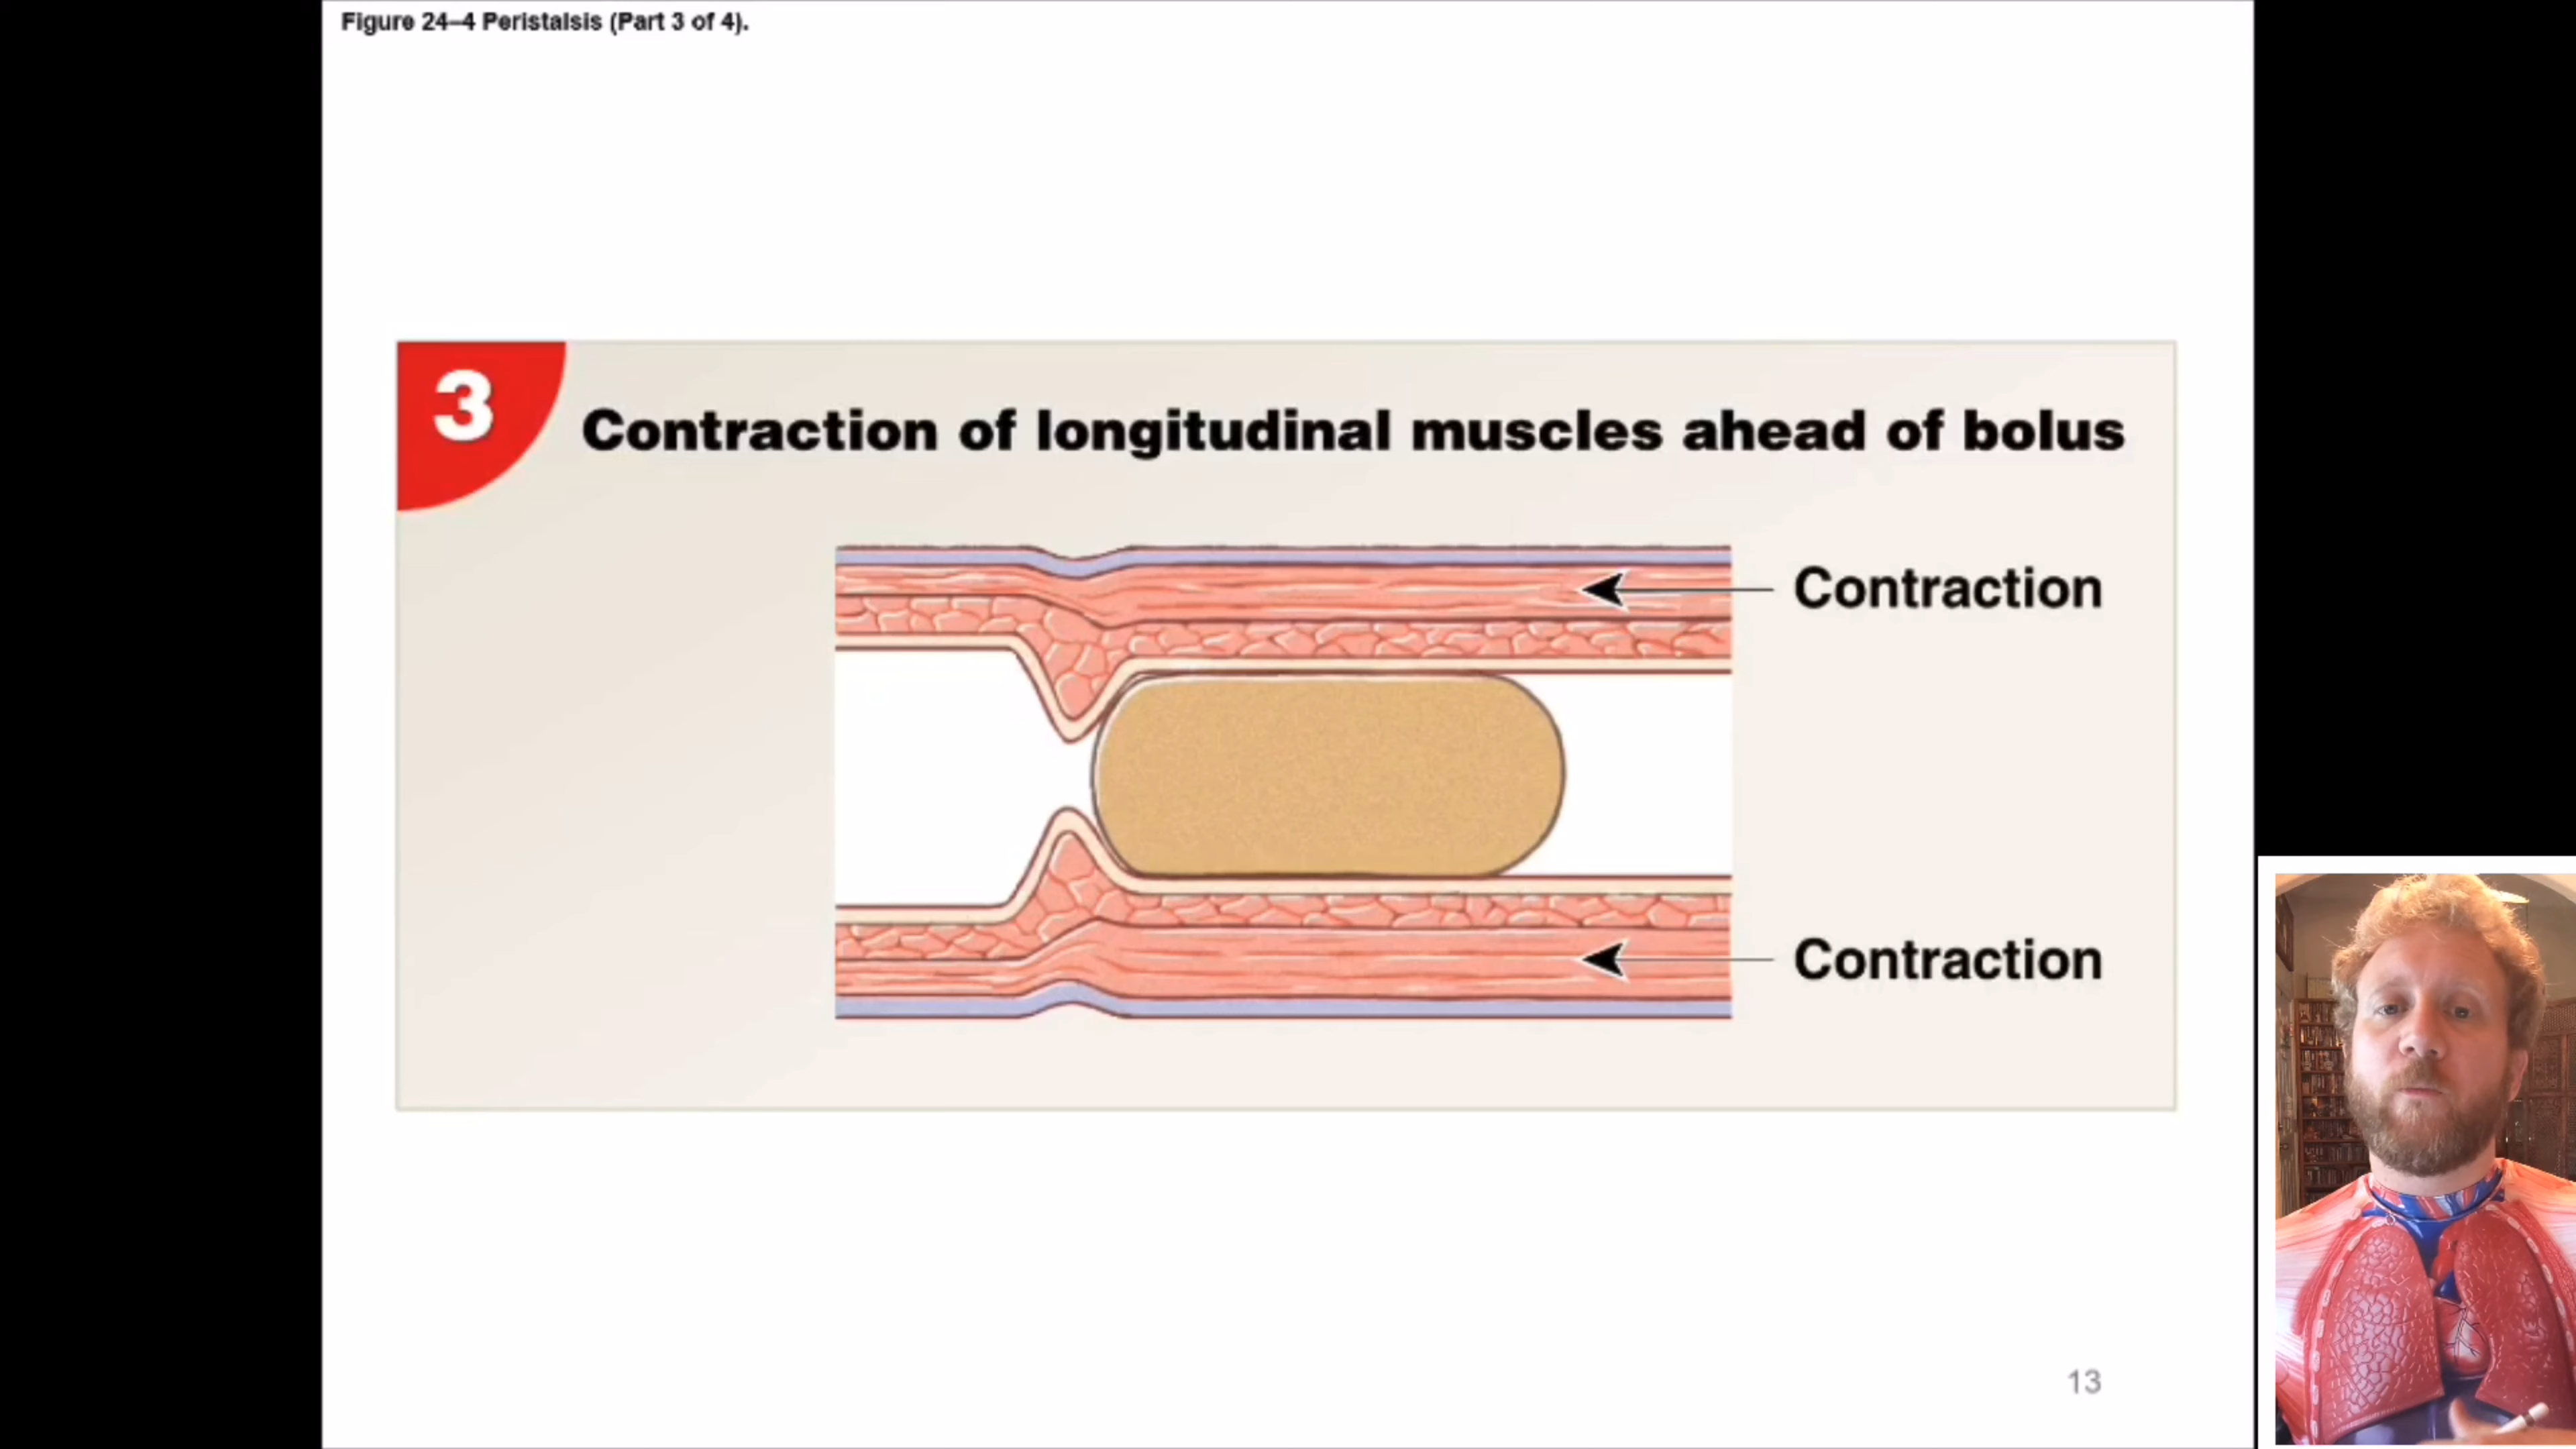 Figure 24–4 Peristalsis (Part 3 of 4).
3
Contraction of longitudinal muscles ahead of bolus
Contraction
Contraction
13